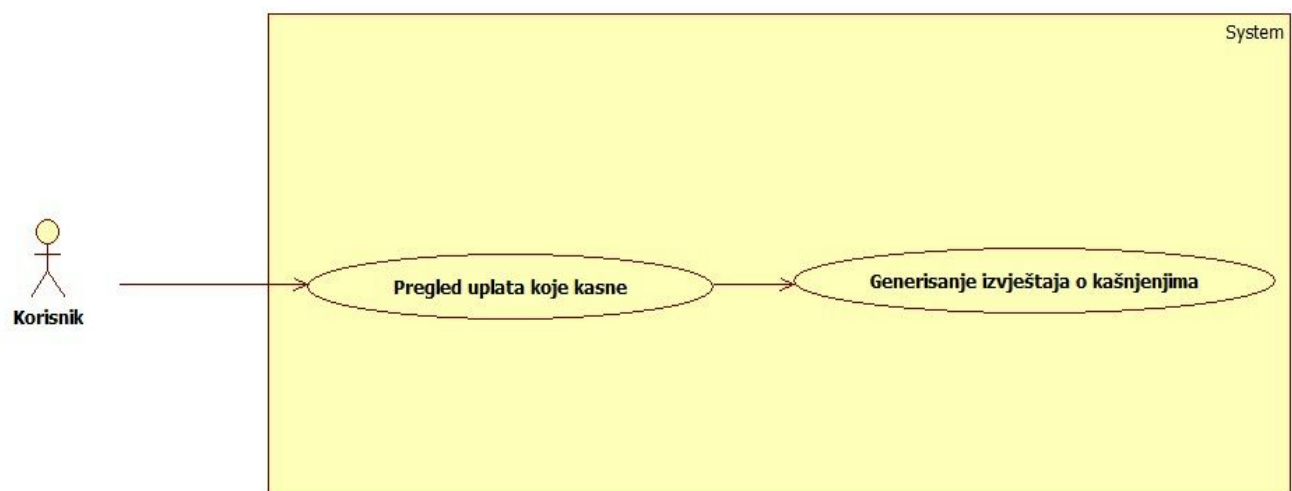 System
Pregled uplata koje kasne
Generisanje izvještaja o kašnjenjima
Korisnik